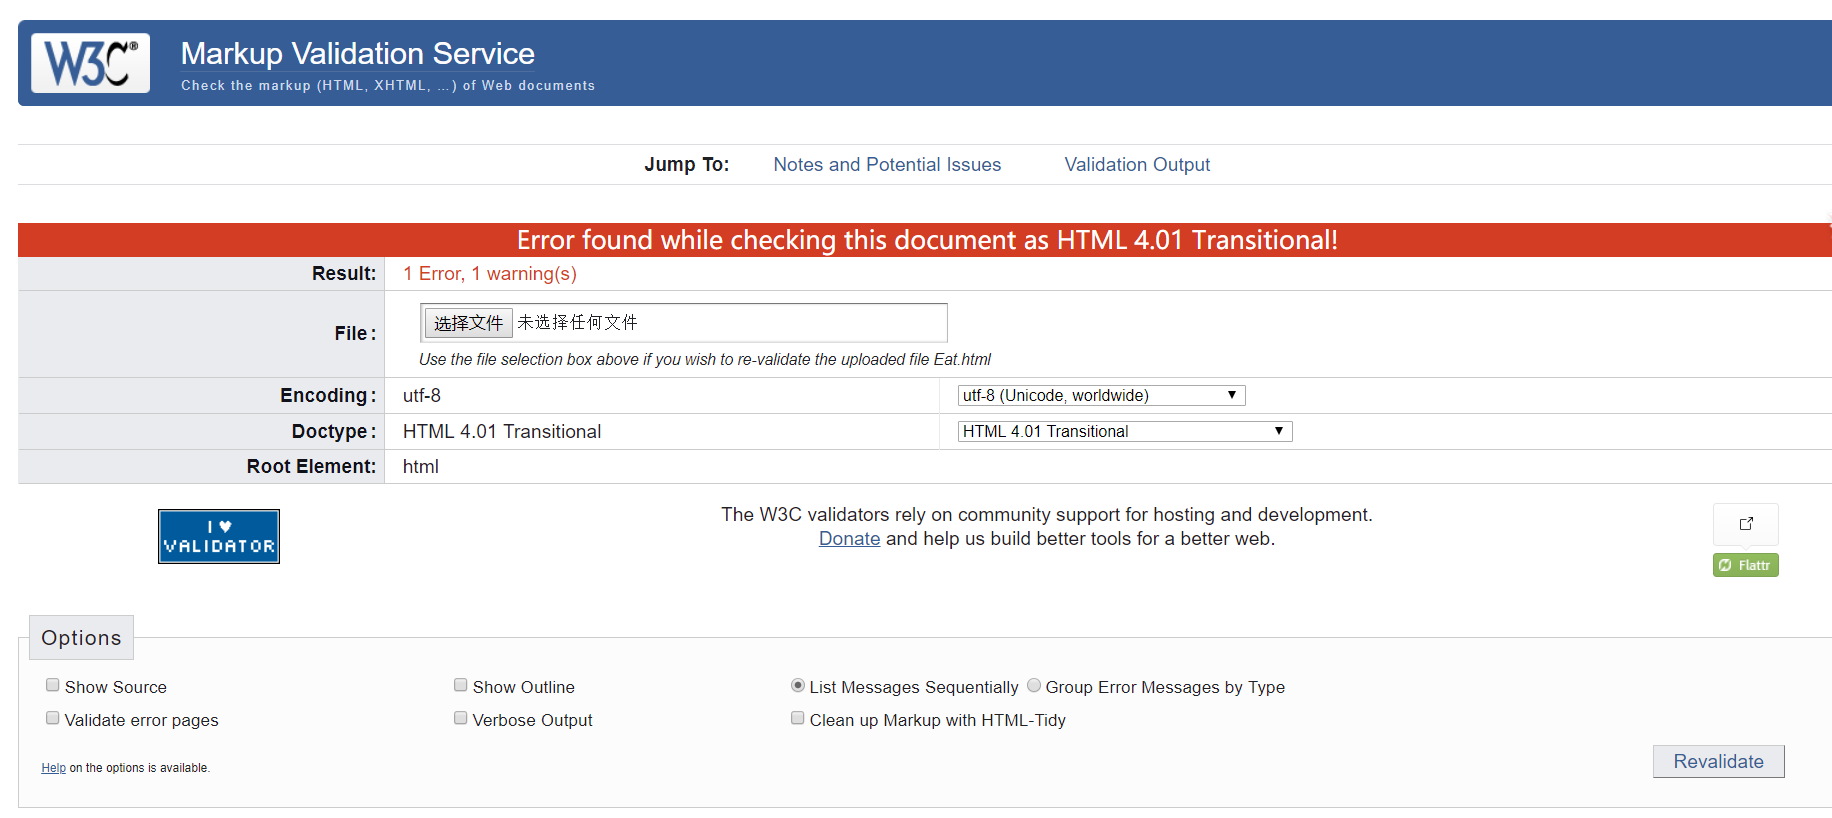 W3C®
Markup Validation Service
Check the markup (HTML, XHTML, ...) of Web documents
Jump To: Notes and Potential Issues Validation Output
Error found while checking this document as HTML 4.01 Transitional!
Result: 1 Error, 1 warning(s)
File: 选择文件 未选择任何文件
Use the file selection box above if you wish to re-validate the uploaded file Eat.html
Encoding: utf-8 utf-8 (Unicode, worldwide)
Doctype: HTML 4.01 Transitional HTML 4.01 Transitional
Root Element: html
I ♥
VALIDATOR
The W3C validators rely on community support for hosting and development.
Donate and help us build better tools for a better web.
Flattr
Options
Show Source Show Outline List Messages Sequentially Group Error Messages by Type
Validate error pages Verbose Output Clean up Markup with HTML-Tidy
Help on the options is available.
Revalidate